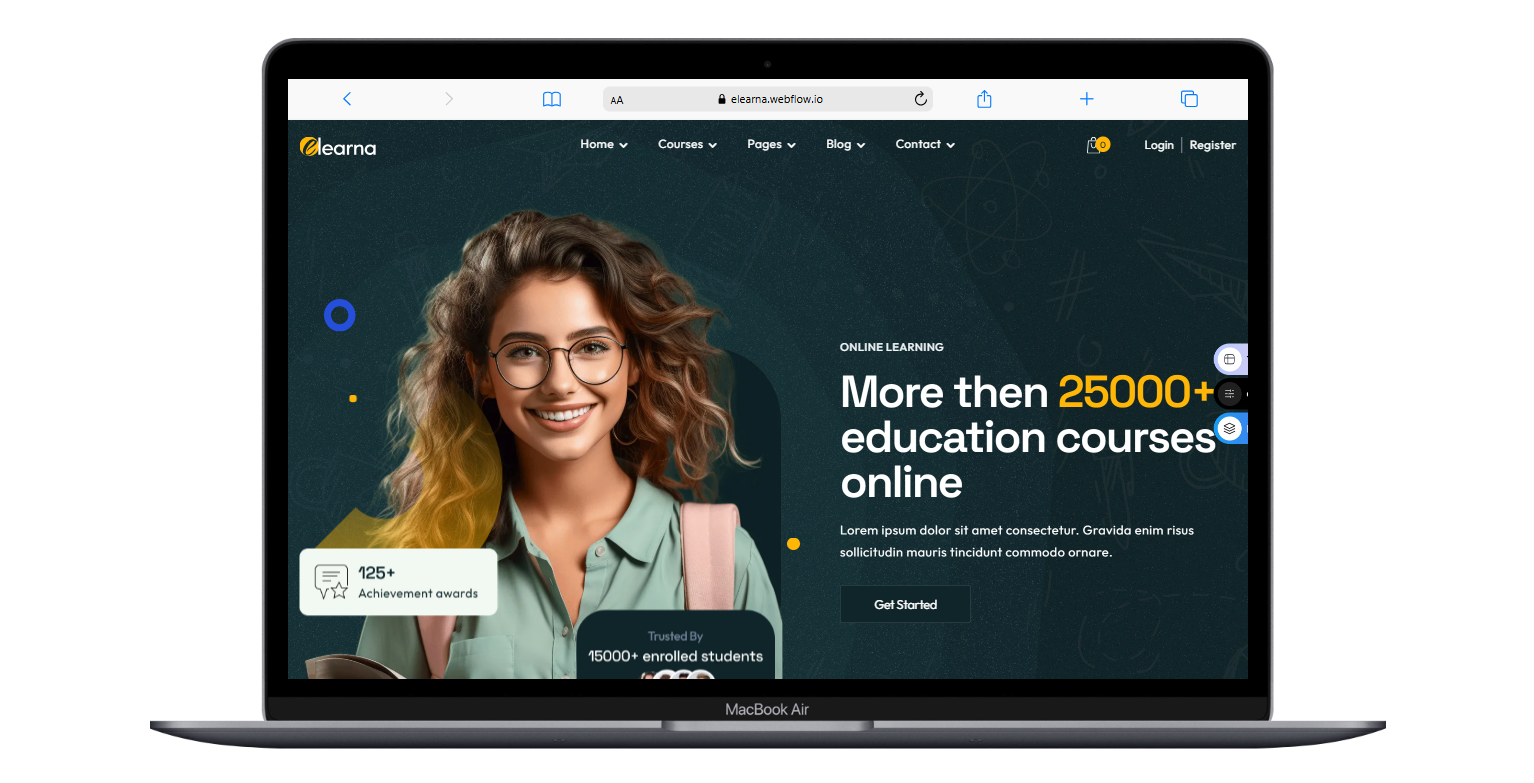 AA
elearna.webflow.io
elearna
Home
Courses
Pages
Blog
Contact
0
Login
Register
ONLINE LEARNING
More then 25000+
education courses
online
Lorem ipsum dolor sit amet consectetur. Gravida enim risus
sollicitudin mauris tincidunt commodo ornare.
Get Started
125+
Achievement awards
Trusted By
15000+ enrolled students
MacBook Air